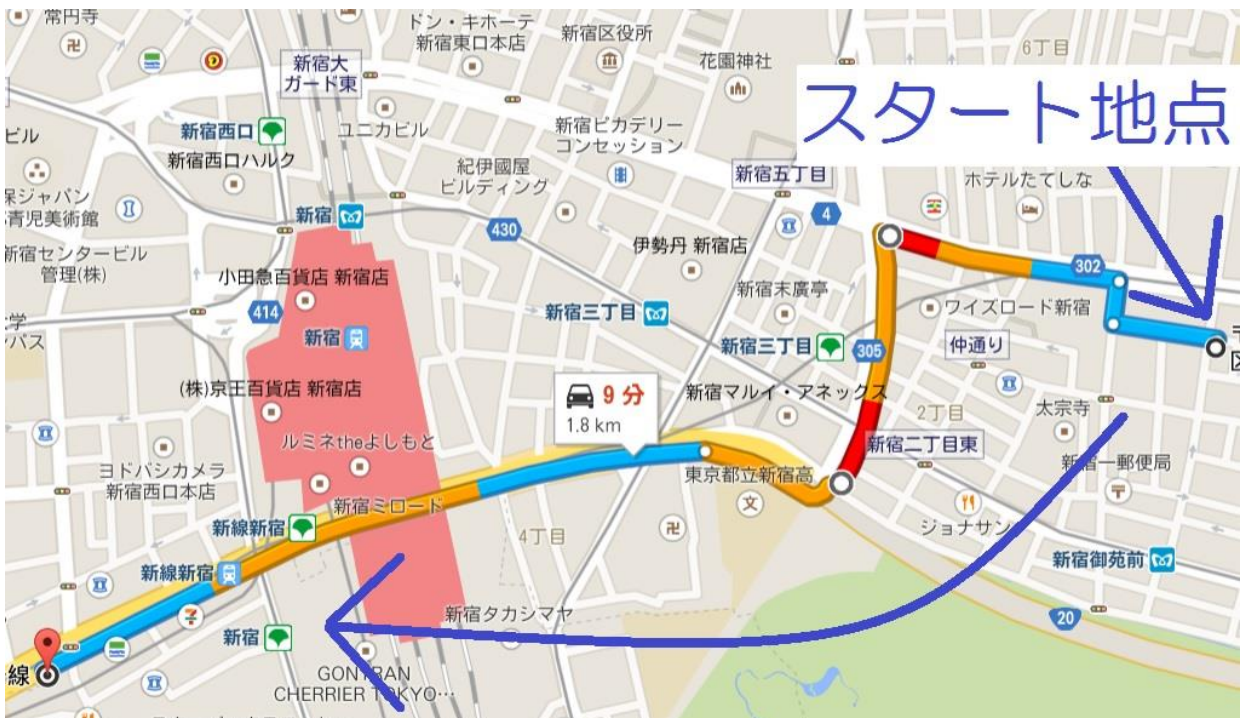 常円寺
ドン・キホーテ
新宿東口本店
新宿区役所
花園神社
6丁目
新宿大
ガード東
スタート地点
新宿西口
ユニカビル
新宿ピカデリー
コンセッション
ビル
新宿西口ハルク
紀伊國屋
ビルディング
新宿五丁目
ホテルたてしな
保ジャパン
青児美術館
新宿
430
4
伊勢丹 新宿店
新宿センタービル
管理(株)
小田急百貨店 新宿店
302
新宿末廣亭
ワイズロード新宿
414
新宿三丁目
新宿
新宿三丁目
305
仲通り
(株)京王百貨店 新宿店
9 分
1.8 km
新宿マルイ・アネックス
2丁目
太宗寺
ルミネtheよしもと
新宿二丁目東
ヨドバシカメラ
新宿西口本店
東京都立新宿高
新宿一郵便局
文
新宿ミロード
新線新宿
4丁目
ジョナサン
新宿御苑前
新線新宿
新宿タカシマヤ
20
新宿
線
GONTRAN
CHERRIER TOKYO…